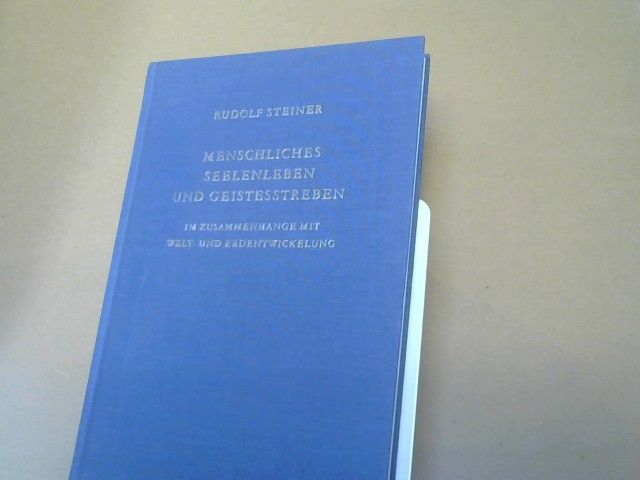 RUDOLF STEINER
MENSCHLICHES
SEELENLEBEN
UND GEISTESSTREBEN
IM ZUSAMMENHANGE MIT
WELT- UND ERDENTWICKELUNG